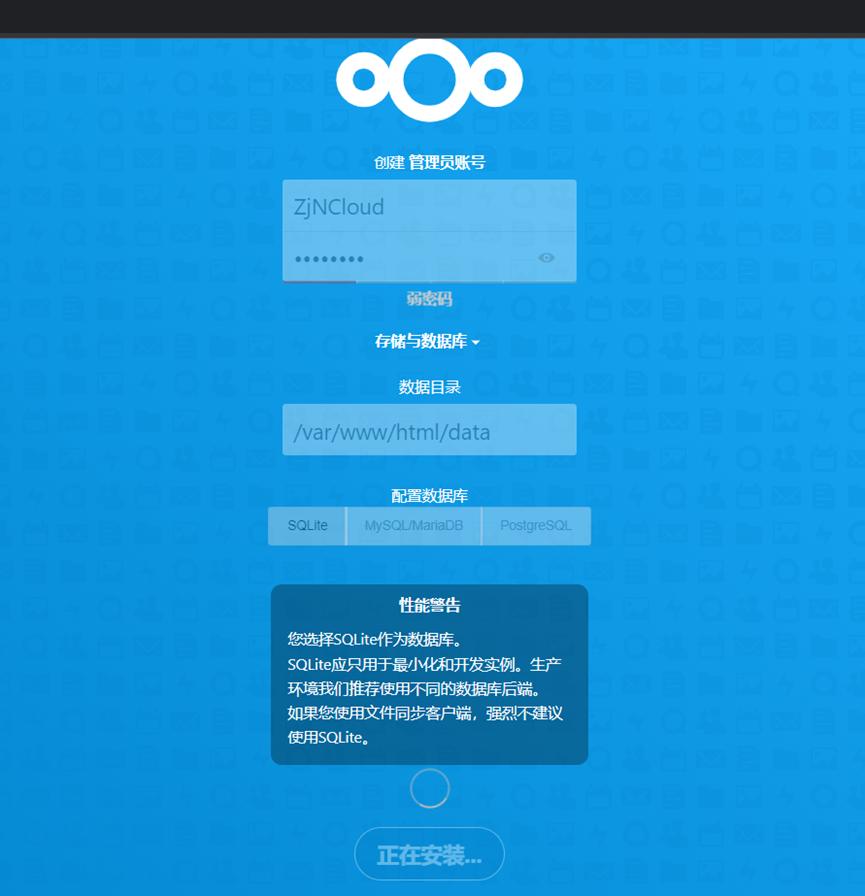 创建 管理员账号
ZjNCloud
••••••••
弱密码
存储与数据库
数据目录
/var/www/html/data
配置数据库
SQLite MySQL/MariaDB PostgreSQL
性能警告
您选择SQLite作为数据库。
SQLite应只用于最小化和开发实例。生产
环境我们推荐使用不同的数据库后端。
如果您使用文件同步客户端，强烈不建议
使用SQLite。
正在安装...